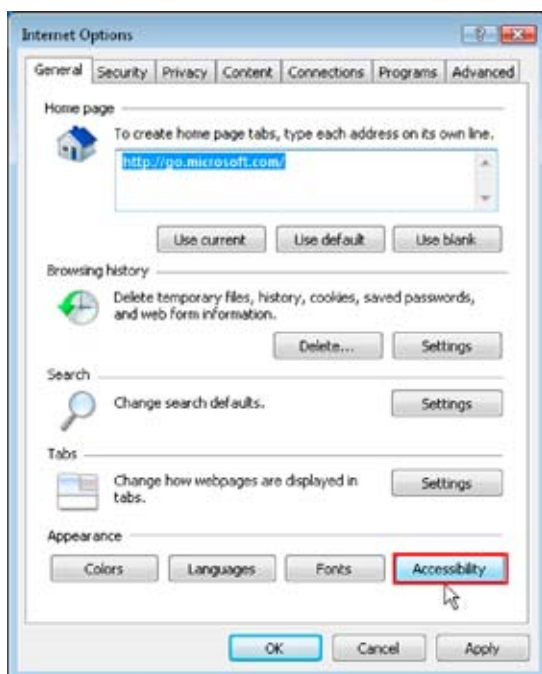 Internet Options
General Security Privacy Content Connections Programs Advanced
Home page
To create home page tabs, type each address on its own line.
http://go.microsoft.com/
Use current Use default Use blank
Browsing history
Delete temporary files, history, cookies, saved passwords,
and web form information.
Delete... Settings
Search
Change search defaults. Settings
Tabs
Change how webpages are displayed in
tabs.
Settings
Appearance
Colors Languages Fonts Accessibility
OK Cancel Apply